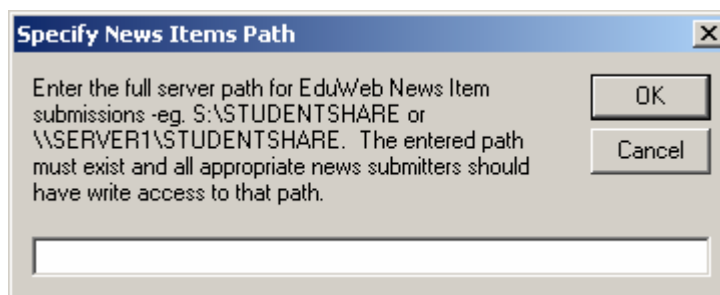 Specify News Items Path
Enter the full server path for EduWeb News Item
submissions -eg. S:\STUDENTSHARE or
\\SERVER1\STUDENTSHARE.  The entered path
must exist and all appropriate news submitters should
have write access to that path.
OK
Cancel